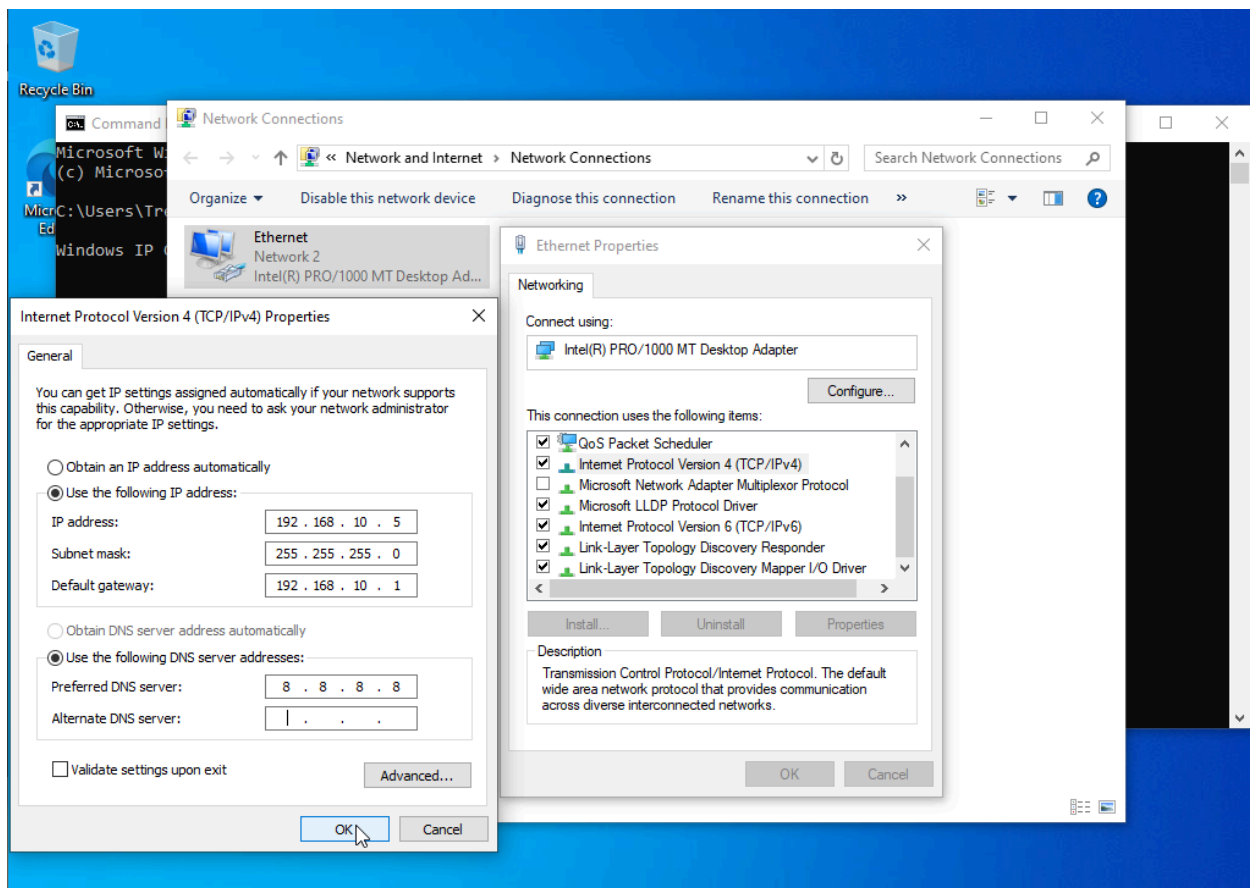 Recycle Bin
Command
Microsoft Wi
(c) Microso
C:\Users\Tre
Windows IP
Micr
Ed
Network Connections
« Network and Internet > Network Connections
Search Network Connections
Organize
Disable this network device
Diagnose this connection
Rename this connection
»
Ethernet
Network 2
Intel(R) PRO/1000 MT Desktop Ad...
Ethernet Properties
Networking
Connect using:
Intel(R) PRO/1000 MT Desktop Adapter
Configure...
This connection uses the following items:
QoS Packet Scheduler
Internet Protocol Version 4 (TCP/IPv4)
Microsoft Network Adapter Multiplexor Protocol
Microsoft LLDP Protocol Driver
Internet Protocol Version 6 (TCP/IPv6)
Link-Layer Topology Discovery Responder
Link-Layer Topology Discovery Mapper I/O Driver
Install...
Uninstall
Properties
Description
Transmission Control Protocol/Internet Protocol. The default
wide area network protocol that provides communication
across diverse interconnected networks.
OK
Cancel
Internet Protocol Version 4 (TCP/IPv4) Properties
General
You can get IP settings assigned automatically if your network supports
this capability. Otherwise, you need to ask your network administrator
for the appropriate IP settings.
Obtain an IP address automatically
Use the following IP address:
IP address: 192 . 168 . 10 . 5
Subnet mask: 255 . 255 . 255 . 0
Default gateway: 192 . 168 . 10 . 1
Obtain DNS server address automatically
Use the following DNS server addresses:
Preferred DNS server: 8 . 8 . 8 . 8
Alternate DNS server: . . .
Validate settings upon exit
Advanced...
OK
Cancel